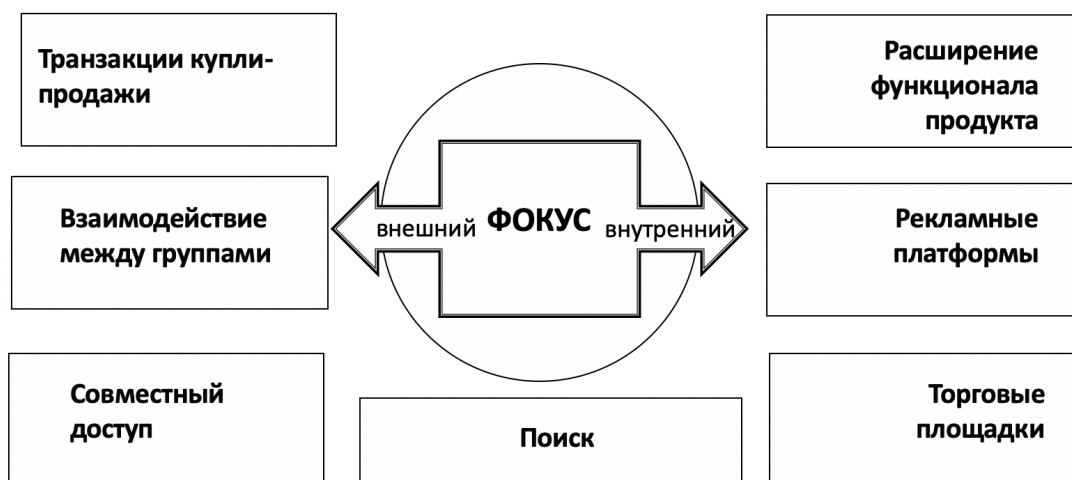 Транзакции купли-
продажи
Расширение
функционала
продукта
Взаимодействие
между группами
внешний
ФОКУС
внутренний
Рекламные
платформы
Совместный
доступ
Поиск
Торговые
площадки